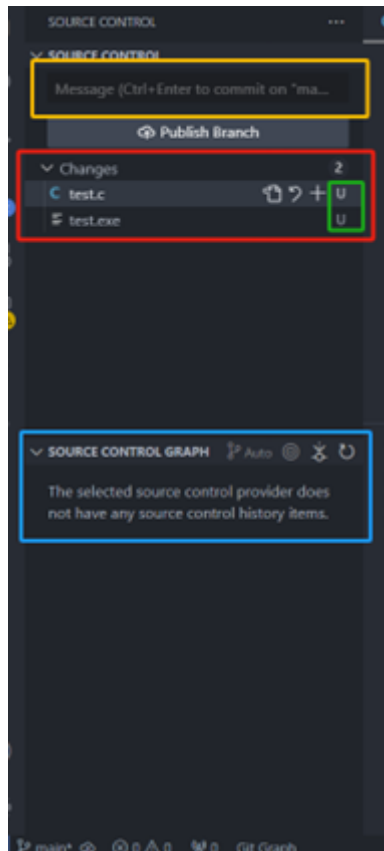 SOURCE CONTROL
SOURCE CONTROL
Message (Ctrl+Enter to commit on "ma...
Publish Branch
Changes 2
C test.c U
test.exe U
SOURCE CONTROL GRAPH Auto
The selected source control provider does
not have any source control history items.
main* 0 0 0 Git Graph